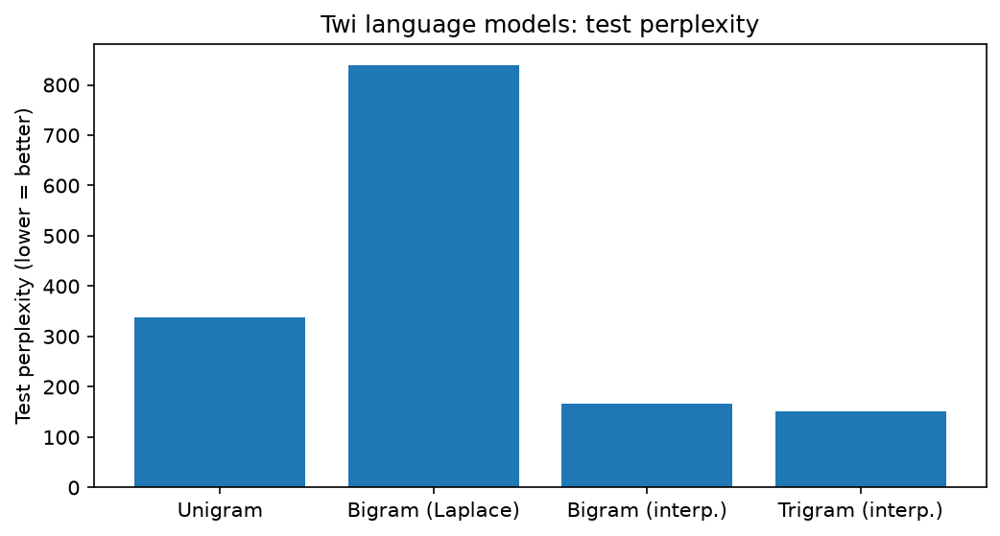 Twi language models: test perplexity
Test perplexity (lower = better)
800
700
600
500
400
300
200
100
0
Unigram
Bigram (Laplace)
Bigram (interp.)
Trigram (interp.)